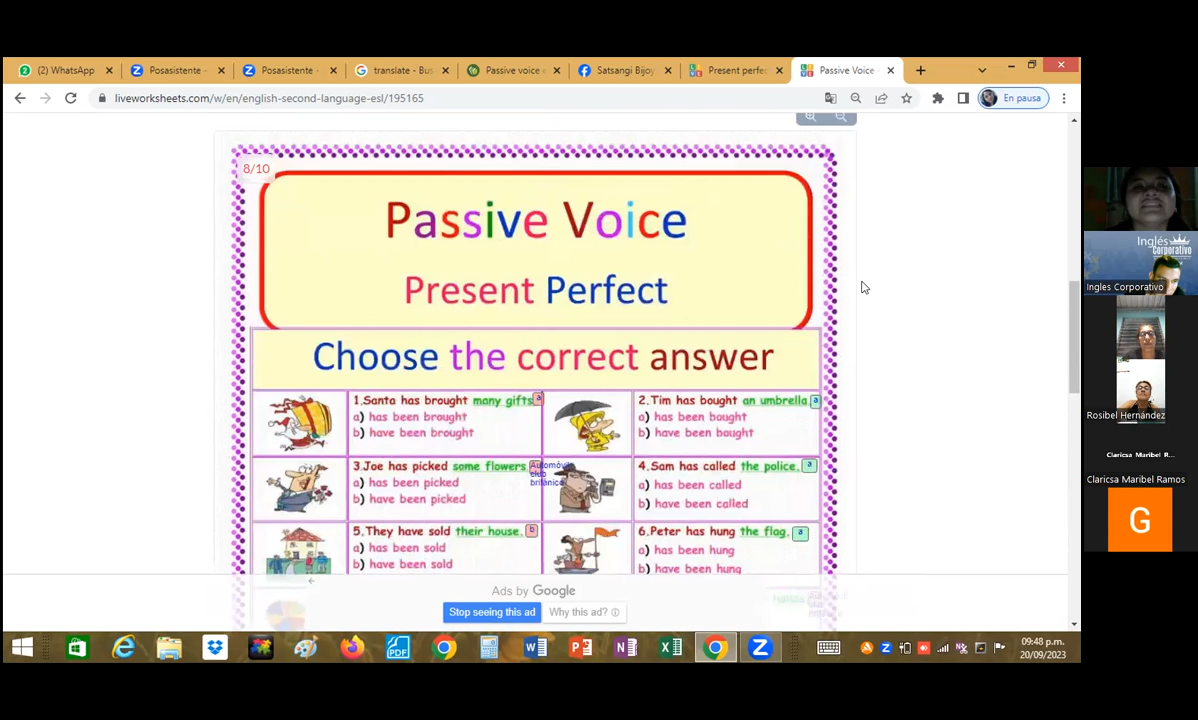 (2) WhatsApp
Posasistente -
Posasistente -
translate - Bus
Passive voice e
Satsangi Bijoy
Present perfec
Passive Voice
liveworksheets.com/w/en/english-second-language-esl/195165
En pausa
8/10
Passive Voice
Present Perfect
Choose the correct answer
1.Santa has brought many gifts. a
a) has been brought
b) have been brought
2.Tim has bought an umbrella. a
a) has been bought
b) have been bought
3.Joe has picked some flowers.
Automóvil
club
británico
a) has been picked
b) have been picked
4.Sam has called the police. a
a) has been called
b) have been called
5.They have sold their house. b
a) has been sold
b) have been sold
6.Peter has hung the flag. a
a) has been hung
b) have been hung
Ads by Google
Stop seeing this ad
Why this ad?
09:48 p.m.
20/09/2023
Inglés
Corporativo
Ingles Corporativo
Rosibel Hernández
Claricsa Maribel R...
Claricsa Maribel Ramos
G